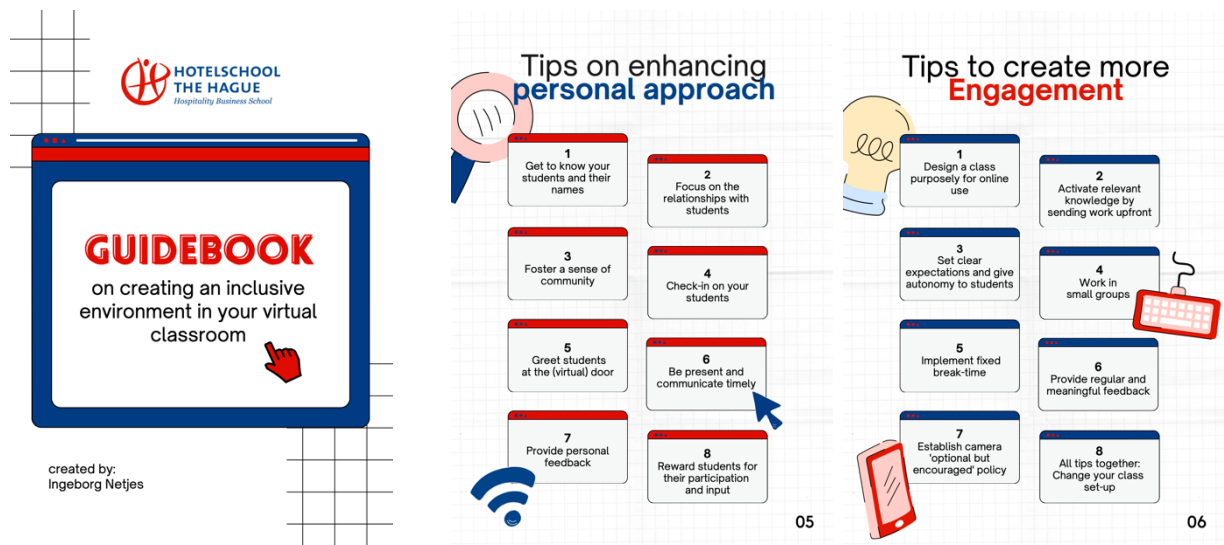 HOTELSCHOOL
THE HAGUE
Hospitality Business School
GUIDEBOOK
on creating an inclusive
environment in your virtual
classroom
created by:
Ingeborg Netjes
Tips on enhancing
personal approach
1
Get to know your
students and their
names
2
Focus on the
relationships with
students
3
Foster a sense of
community
4
Check-in on your
students
5
Greet students
at the (virtual) door
6
Be present and
communicate timely
7
Provide personal
feedback
8
Reward students for
their participation
and input
05
Tips to create more
Engagement
1
Design a class
purposely for online
use
2
Activate relevant
knowledge by
sending work upfront
3
Set clear
expectations and give
autonomy to students
4
Work in
small groups
5
Implement fixed
break-time
6
Provide regular and
meaningful feedback
7
Establish camera
'optional but
encouraged' policy
8
All tips together:
Change your class
set-up
06